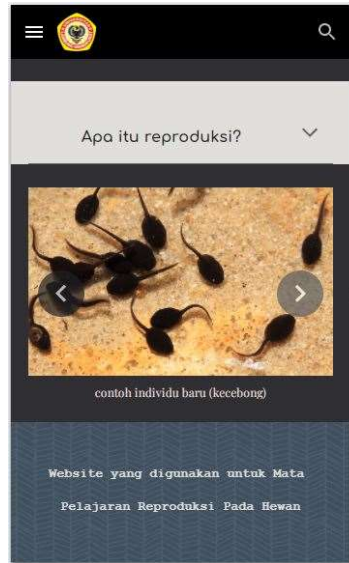 Apa itu reproduksi?
contoh individu baru (kecebong)
Website yang digunakan untuk Mata
Pelajaran Reproduksi Pada Hewan